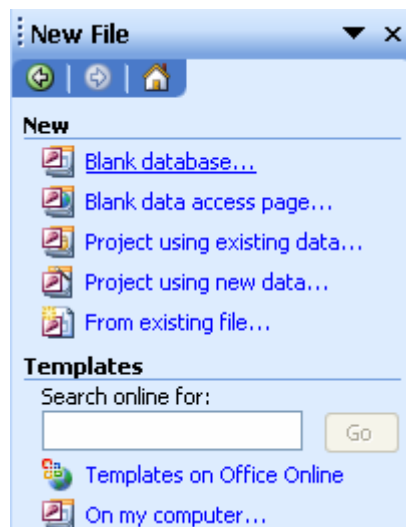 New File
New
Blank database...
Blank data access page...
Project using existing data...
Project using new data...
From existing file...
Templates
Search online for:
Go
Templates on Office Online
On my computer...